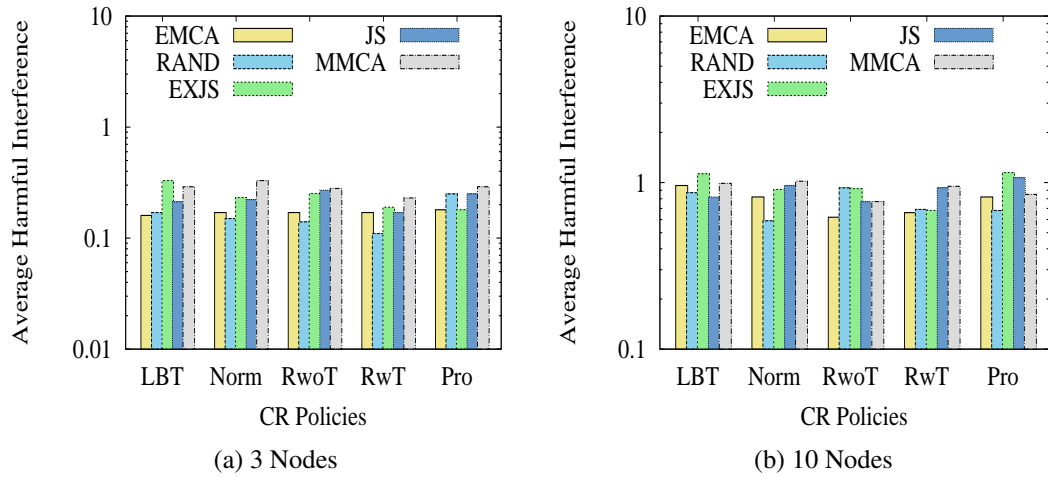 Average Harmful Interference
10
1
0.1
0.01
EMCA
RAND
EXJS
JS
MMCA
LBT Norm RwoT RwT Pro
CR Policies
(a) 3 Nodes
Average Harmful Interference
10
1
0.1
EMCA
RAND
EXJS
JS
MMCA
LBT Norm RwoT RwT Pro
CR Policies
(b) 10 Nodes